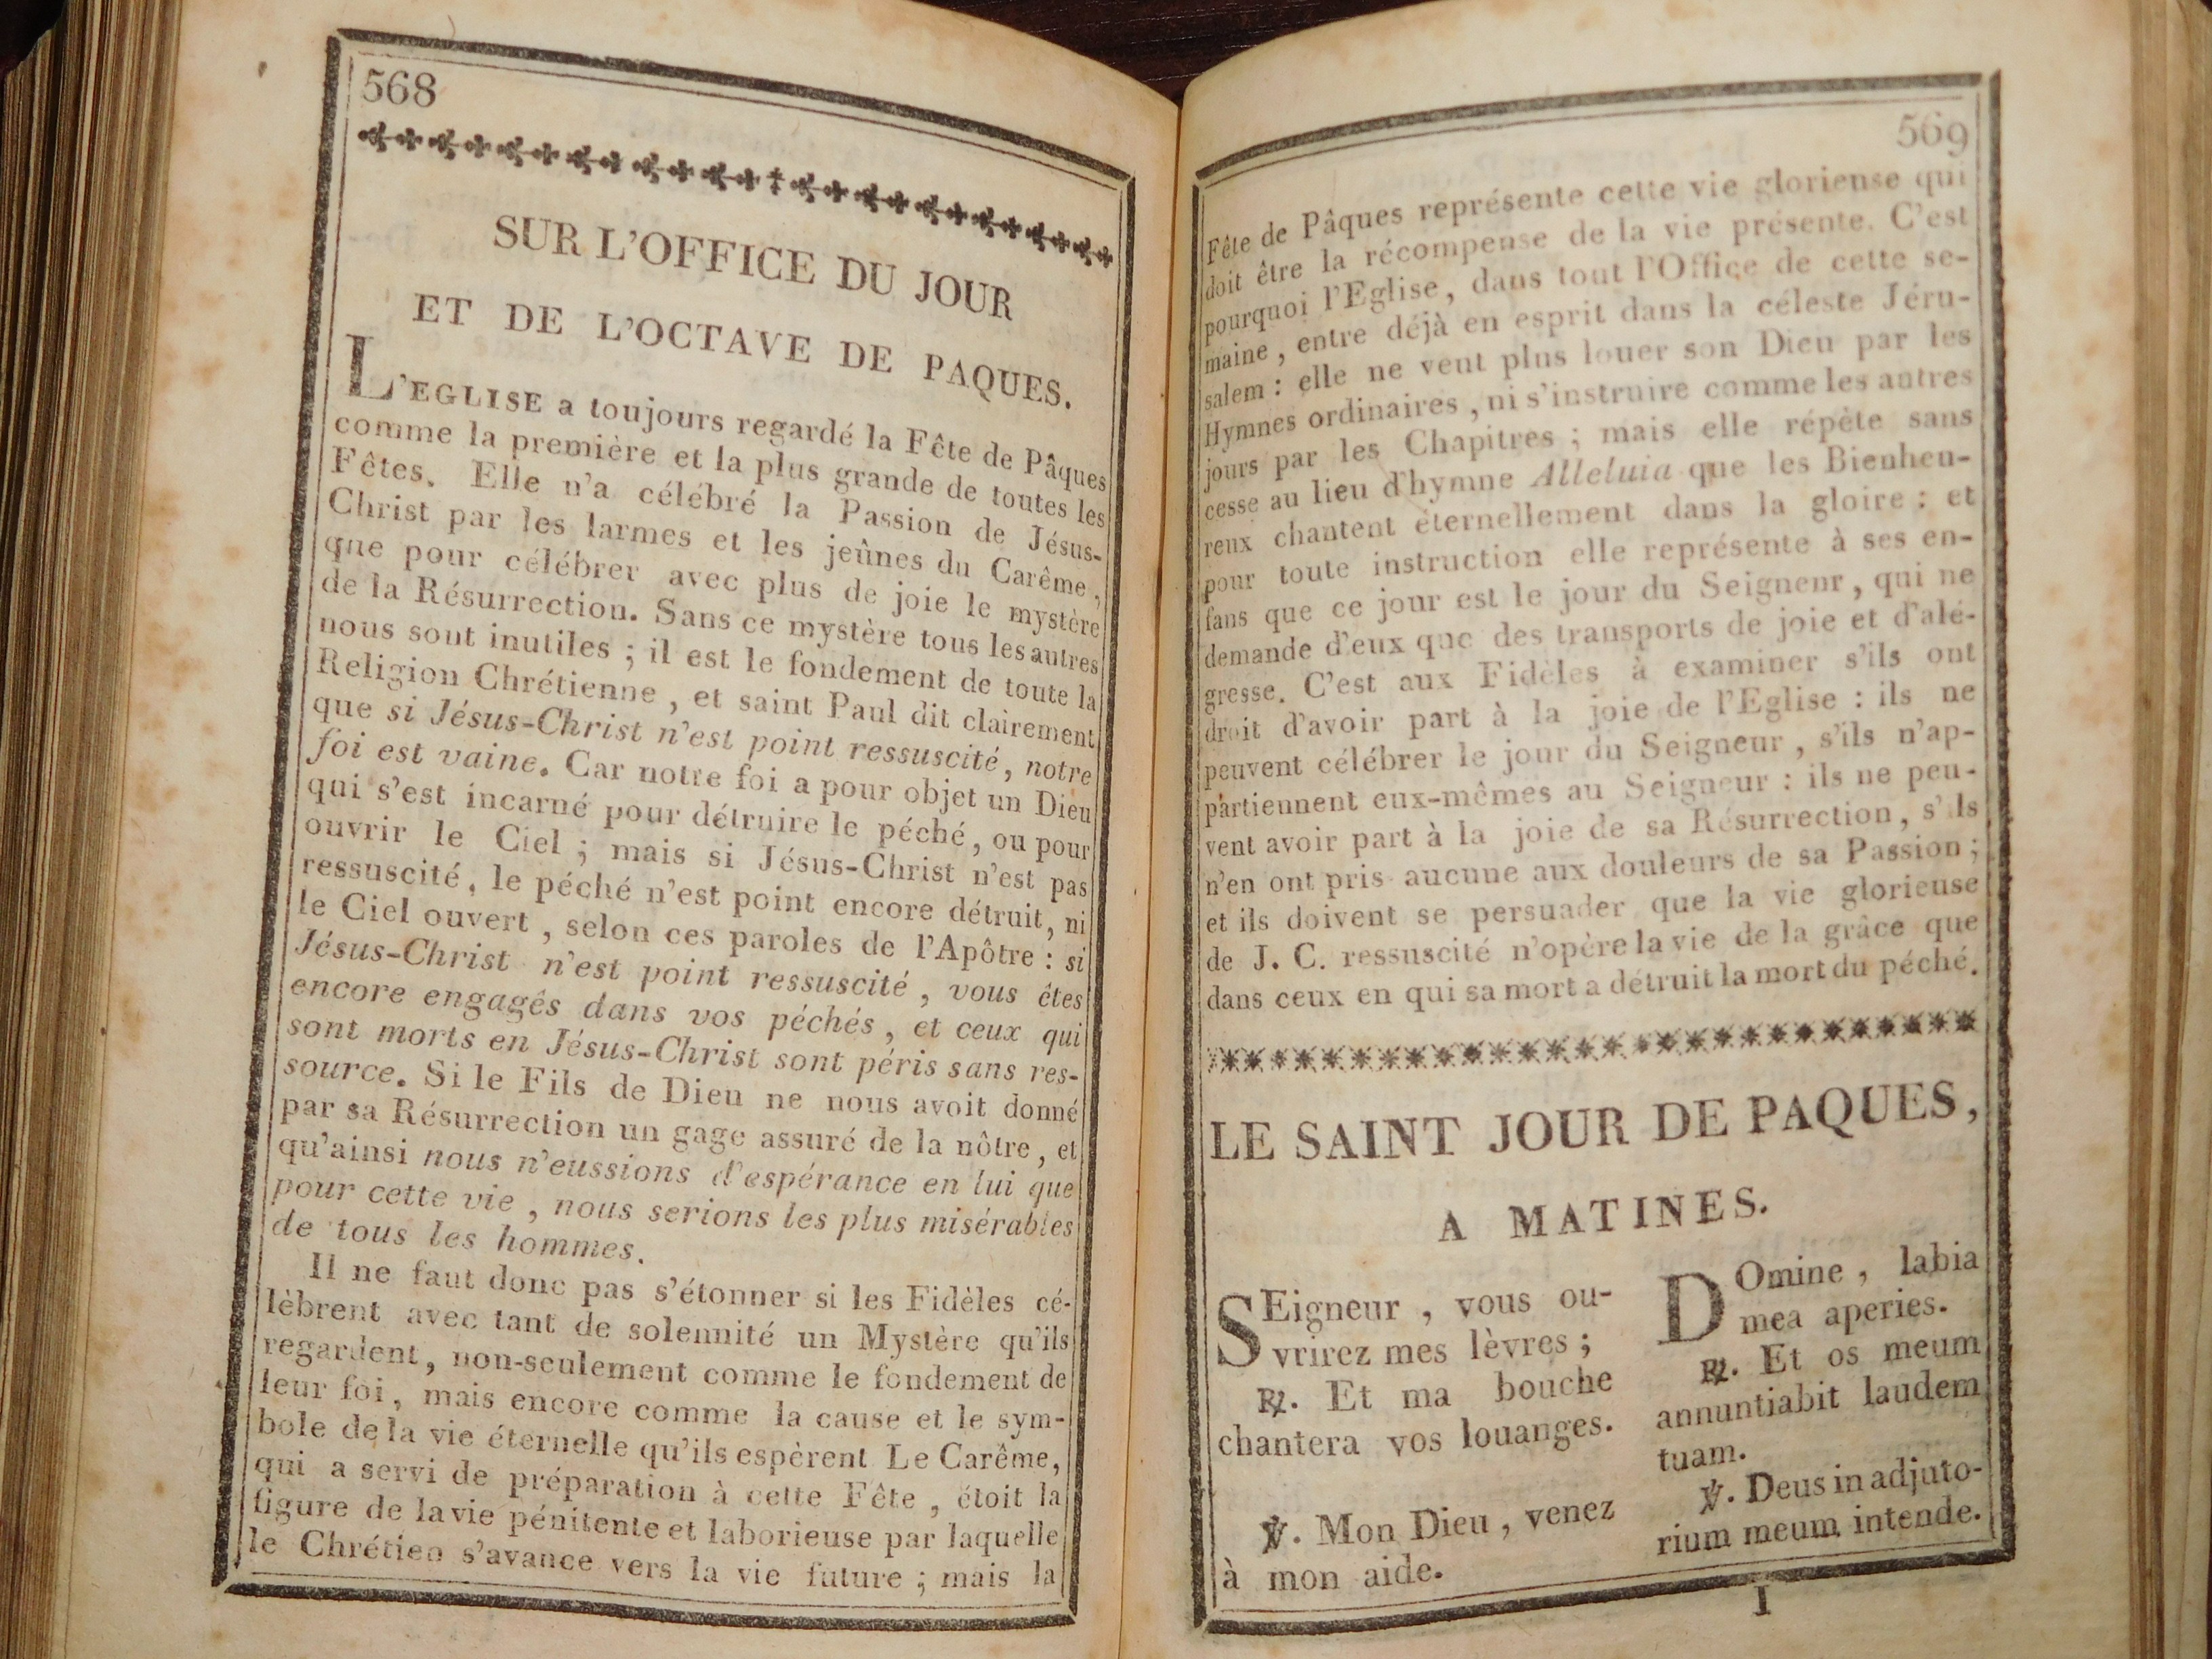 568
SUR L'OFFICE DU JOUR
ET DE L'OCTAVE DE PAQUES.
L'EGLISE a toujours regardé la Fête de Pâques
comme la première et la plus grande de toutes les
Fêtes. Elle n'a célébré la Passion de Jésus-
Christ par les larmes et les jeûnes du Carême,
que pour célébrer avec plus de joie le mystère
de la Résurrection. Sans ce mystère tous les autres
nous sont inutiles ; il est le fondement de toute la
Religion Chrétienne, et saint Paul dit clairement
que si Jésus-Christ n'est point ressuscité, notre
foi est vaine. Car notre foi a pour objet un Dieu
qui s'est incarné pour détruire le péché, ou pour
ouvrir le Ciel ; mais si Jésus-Christ n'est pas
ressuscité, le péché n'est point encore détruit, ni
le Ciel ouvert, selon ces paroles de l'Apôtre : si
Jésus-Christ n'est point ressuscité, vous êtes
encore engagés dans vos péchés, et ceux qui
sont morts en Jésus-Christ sont péris sans res-
source. Si le Fils de Dieu ne nous avoit donné
par sa Résurrection un gage assuré de la nôtre, et
qu'ainsi nous n'eussions d'espérance en lui que
pour cette vie, nous serions les plus misérables
de tous les hommes.
Il ne faut donc pas s'étonner si les Fidèles cé-
lèbrent avec tant de solennité un Mystère qu'ils
regardent, non-seulement comme le fondement de
leur foi, mais encore comme la cause et le sym-
bole de la vie éternelle qu'ils espèrent Le Carême,
qui a servi de préparation à cette Fête, étoit la
figure de la vie pénitente et laborieuse par laquelle
le Chrétien s'avance vers la vie future ; mais la
569
Fête de Pâques représente cette vie glorieuse qui
doit être la récompense de la vie présente. C'est
pourquoi l'Eglise, dans tout l'Office de cette se-
maine, entre déjà en esprit dans la céleste Jéru-
salem : elle ne veut plus louer son Dieu par les
Hymnes ordinaires, ni s'instruire comme les autres
jours par les Chapitres ; mais elle répète sans
cesse au lieu d'hymne Alleluia que les Bienheu-
reux chantent éternellement dans la gloire : et
pour toute instruction elle représente à ses en-
fans que ce jour est le jour du Seigneur, qui ne
demande d'eux que des transports de joie et d'alé-
gresse. C'est aux Fidèles à examiner s'ils ont
droit d'avoir part à la joie de l'Eglise : ils ne
peuvent célébrer le jour du Seigneur, s'ils n'ap-
partiennent eux-mêmes au Seigneur : ils ne peu-
vent avoir part à la joie de sa Résurrection, s'ils
n'en ont pris aucune aux douleurs de sa Passion ;
et ils doivent se persuader que la vie glorieuse
de J. C. ressuscité n'opère la vie de la grâce que
dans ceux en qui sa mort a détruit la mort du péché.
LE SAINT JOUR DE PAQUES,
A MATINES.
SEigneur, vous ou-
vrirez mes lèvres ;
℟. Et ma bouche
chantera vos louanges.
℣. Mon Dieu, venez
à mon aide.
DOmine, labia
mea aperies.
℟. Et os meum
annuntiabit laudem
tuam.
℣. Deus in adjuto-
rium meum intende.
I